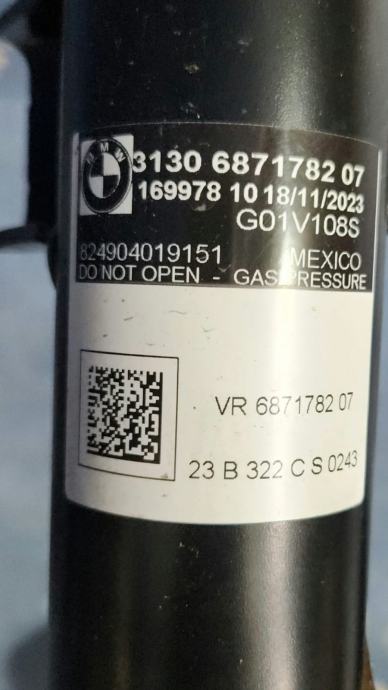 BMW
3130 6871782 07
169978 10 18/11/2023
G01V108S
824904019151 MEXICO
DO NOT OPEN - GAS PRESSURE
VR 6871782 07
23 B 322 C S 0243